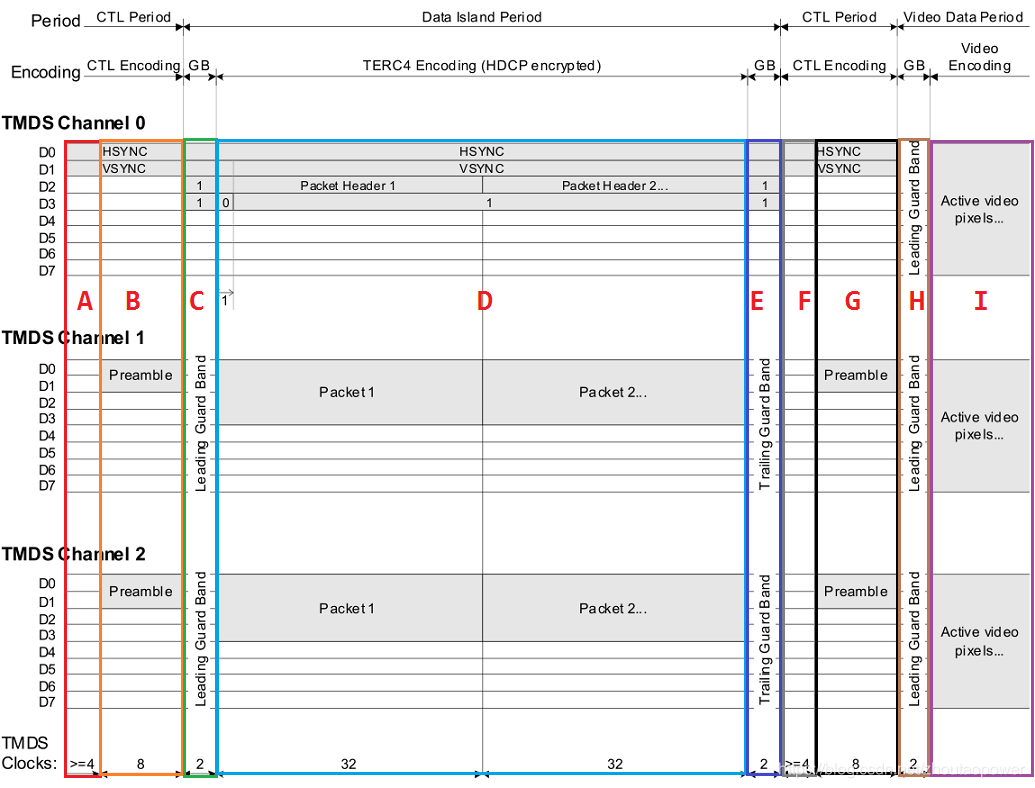 Period CTL Period Data Island Period CTL Period Video Data Period
Encoding CTL Encoding GB TERC4 Encoding (HDCP encrypted) GB CTL Encoding GB Video Encoding
TMDS Channel 0
D0 HSYNC HSYNC HSYNC
D1 VSYNC VSYNC VSYNC
D2 1 Packet Header 1 Packet Header 2... 1
D3 1 0 1 1
D4
D5
D6
D7
Leading Guard Band
Active video
pixels...
1
A B C D E F G H I
TMDS Channel 1
D0
D1
D2
D3
D4
D5
D6
D7
Preamble
Leading Guard Band
Packet 1
Packet 2...
Trailing Guard Band
Preamble
Leading Guard Band
Active video
pixels...
TMDS Channel 2
D0
D1
D2
D3
D4
D5
D6
D7
Preamble
Leading Guard Band
Packet 1
Packet 2...
Trailing Guard Band
Preamble
Leading Guard Band
Active video
pixels...
TMDS
Clocks: >=4 8 2 32 32 2 >=4 8 2